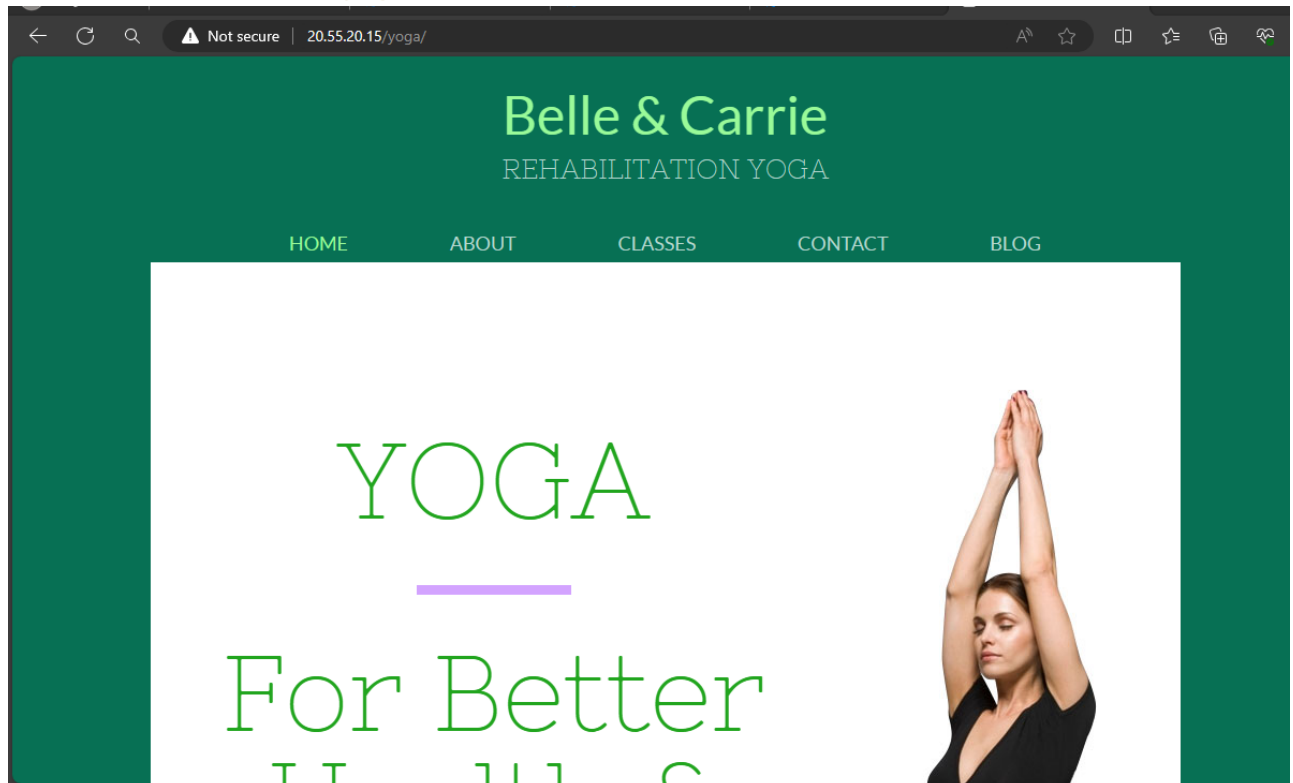 Not secure | 20.55.20.15/yoga/
Belle & Carrie
REHABILITATION YOGA
HOME ABOUT CLASSES CONTACT BLOG
YOGA
For Better